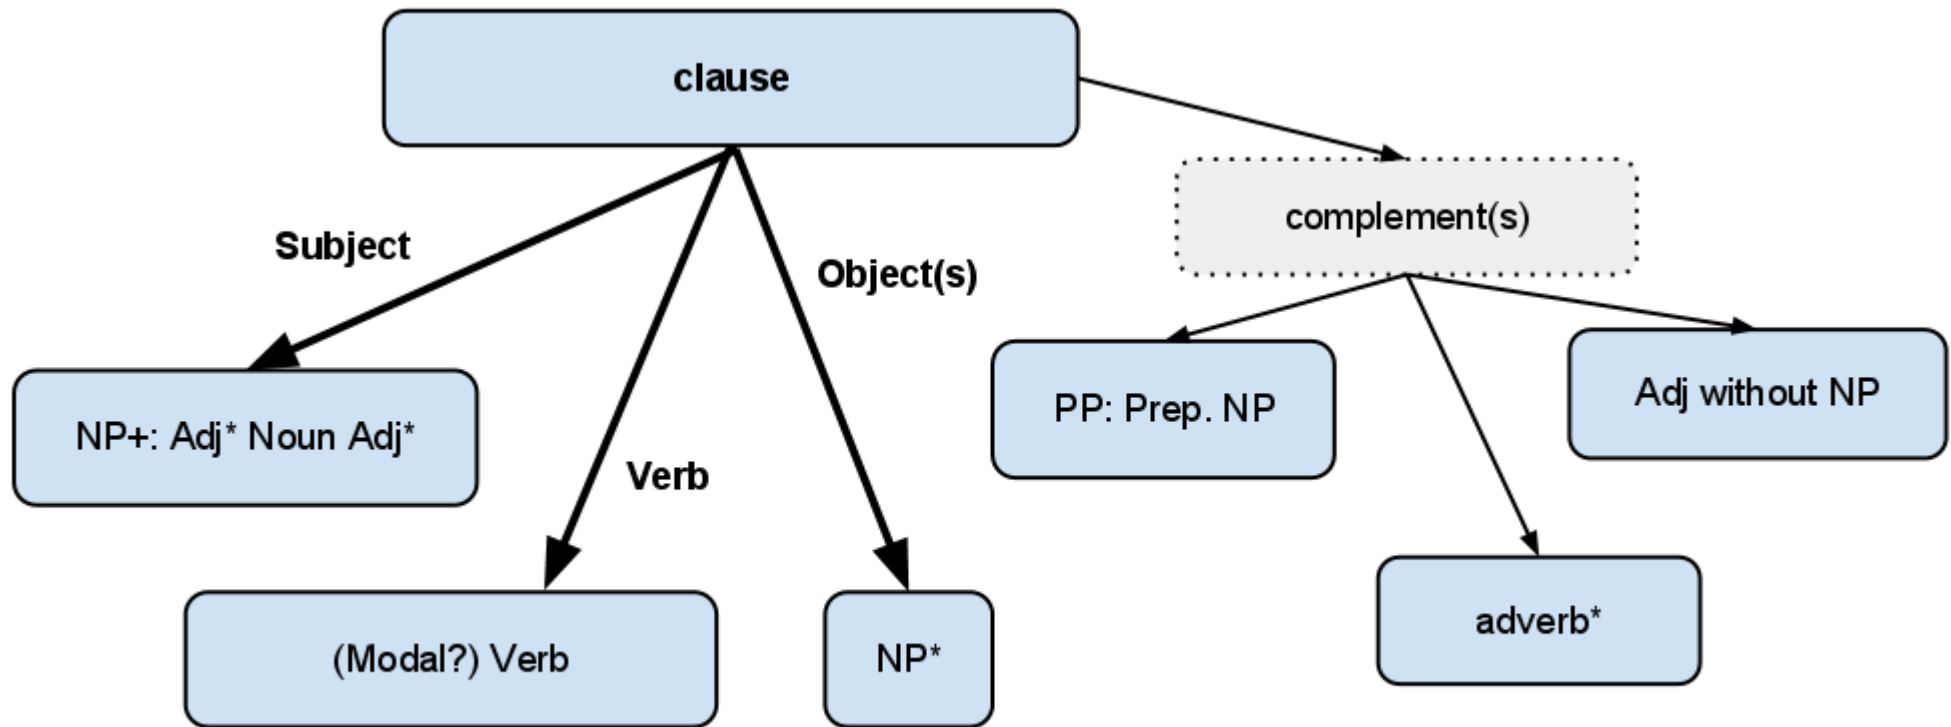 clause
complement(s)
Subject
Object(s)
NP+: Adj* Noun Adj*
PP: Prep. NP
Adj without NP
Verb
(Modal?) Verb
NP*
adverb*